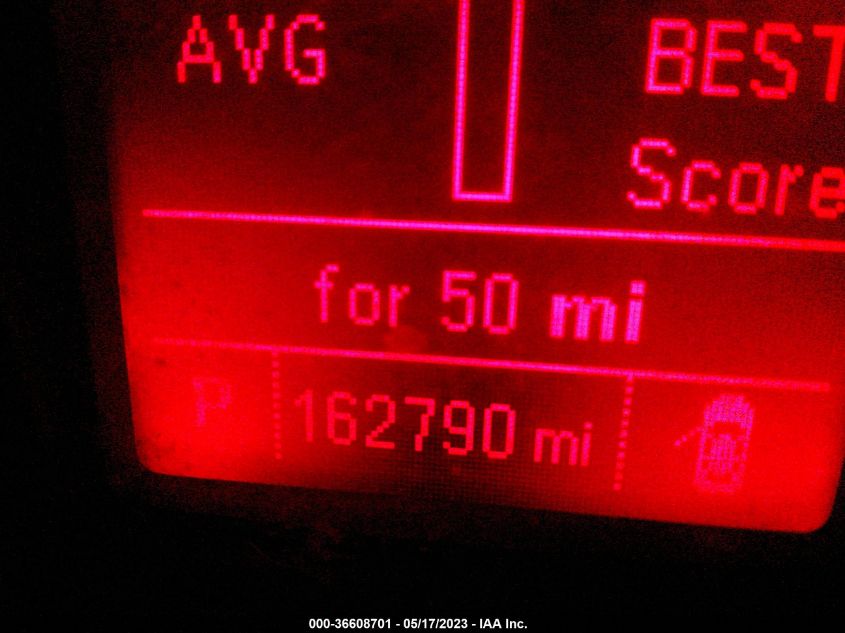 AVG
BEST
Score
for 50 mi
P
162790 mi
000-36608701 - 05/17/2023 - IAA Inc.